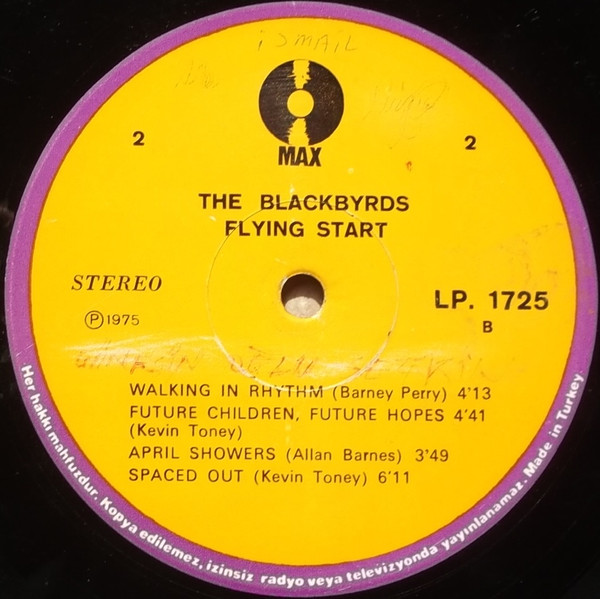 ISMAIL
MAX
2 2
THE BLACKBYRDS
FLYING START
STEREO
LP. 1725
Ⓟ1975
B
WALKING IN RHYTHM (Barney Perry) 4'13
FUTURE CHILDREN, FUTURE HOPES 4'41
(Kevin Toney)
APRIL SHOWERS (Allan Barnes) 3'49
SPACED OUT (Kevin Toney) 6'11
Her hakkı mahfuzdur. Kopya edilemez, izinsiz radyo veya televizyonda yayınlanamaz. Made in Turkey